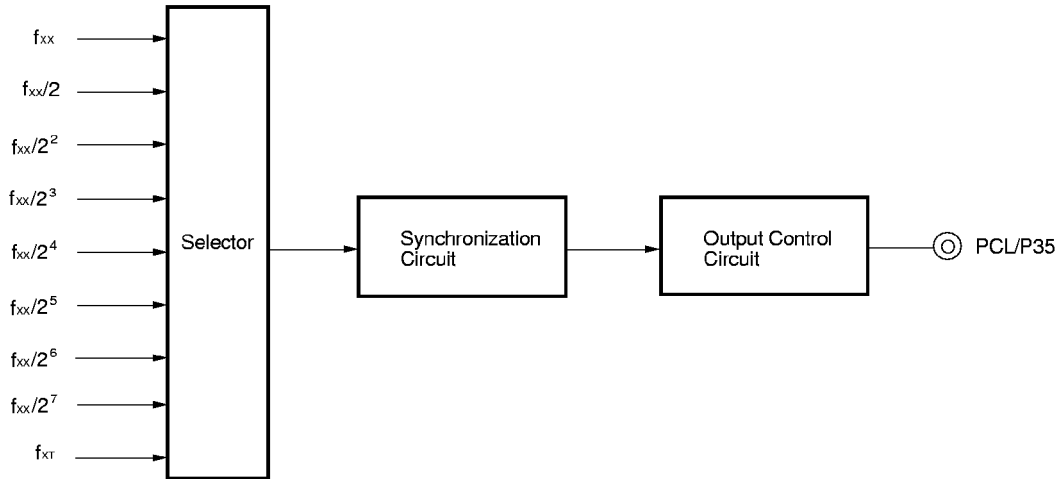 fxx
fxx/2
fxx/2²
fxx/2³
fxx/2⁴
fxx/2⁵
fxx/2⁶
fxx/2⁷
fxT
Selector
Synchronization
Circuit
Output Control
Circuit
PCL/P35